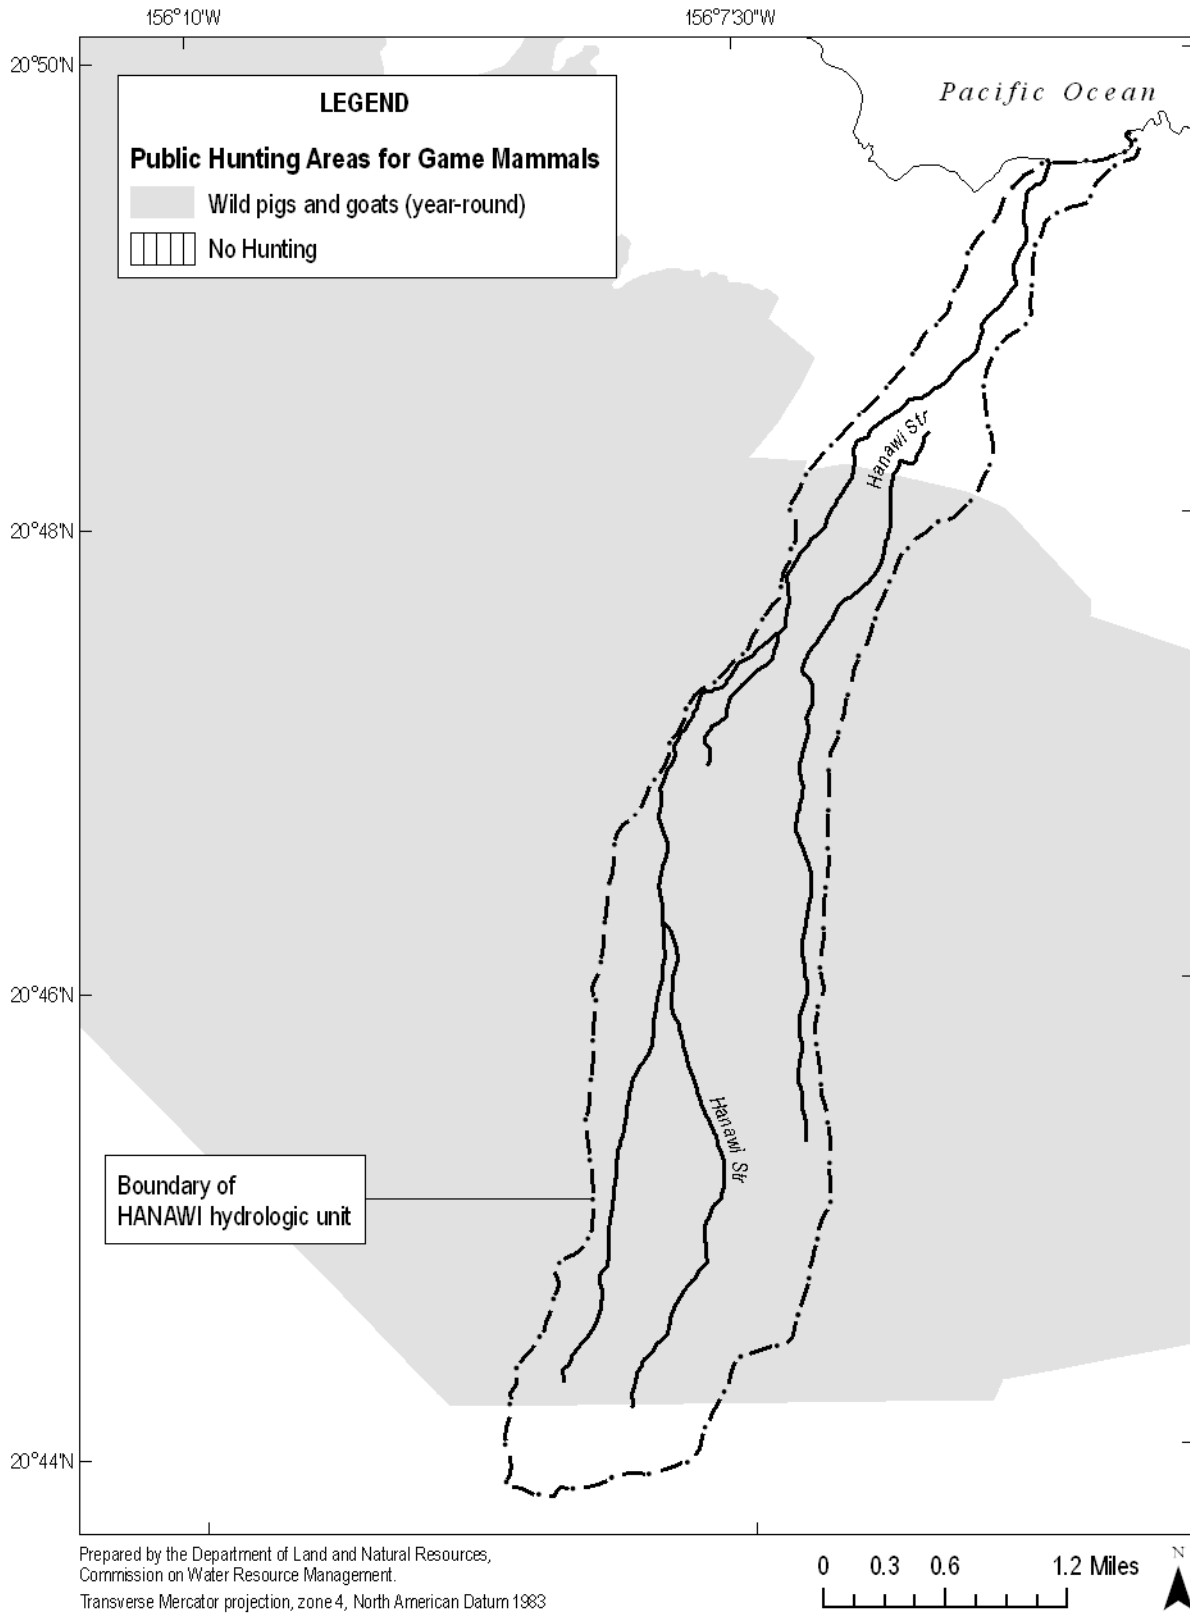 156°10'W
156°7'30"W
20°50'N
Pacific Ocean
LEGEND
Public Hunting Areas for Game Mammals
Wild pigs and goats (year-round)
No Hunting
Hanawi Str
20°48'N
20°46'N
Hanawi Str
Boundary of
HANAWI hydrologic unit
20°44'N
Prepared by the Department of Land and Natural Resources,
Commission on Water Resource Management.
Transverse Mercator projection, zone 4, North American Datum 1983
0 0.3 0.6 1.2 Miles
N